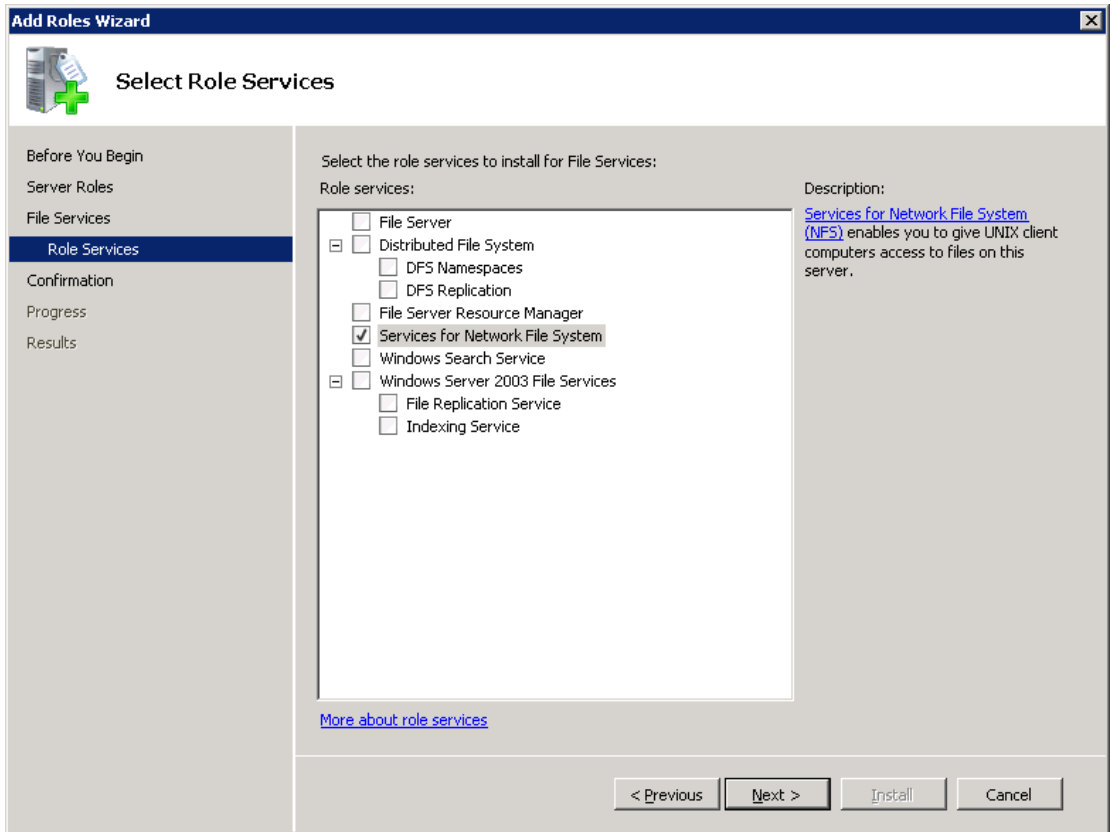 Add Roles Wizard
Select Role Services
Before You Begin
Server Roles
File Services
Role Services
Confirmation
Progress
Results
Select the role services to install for File Services:
Role services:
File Server
Distributed File System
DFS Namespaces
DFS Replication
File Server Resource Manager
Services for Network File System
Windows Search Service
Windows Server 2003 File Services
File Replication Service
Indexing Service
More about role services
Description:
Services for Network File System
(NFS) enables you to give UNIX client
computers access to files on this
server.
< Previous
Next >
Install
Cancel